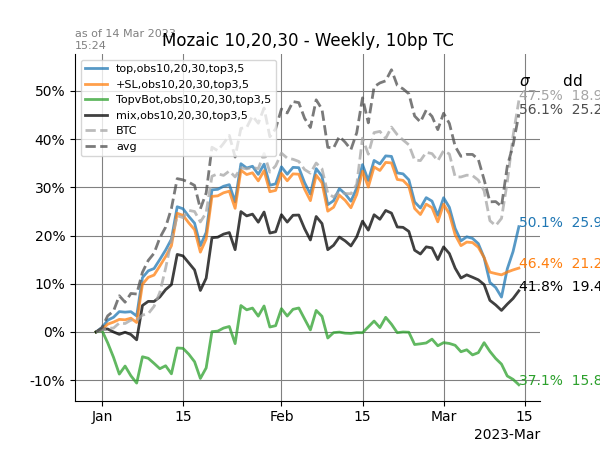 as of 14 Mar 2023
15:24
Mozaic 10,20,30 - Weekly, 10bp TC
top,obs10,20,30,top3,5
+SL,obs10,20,30,top3,5
TopvBot,obs10,20,30,top3,5
mix,obs10,20,30,top3,5
BTC
avg
σ dd
47.5% 18.9
56.1% 25.2
50.1% 25.9
46.4% 21.2
41.8% 19.4
37.1% 15.8
50%
40%
30%
20%
10%
0%
-10%
Jan 15 Feb 15 Mar 15
2023-Mar